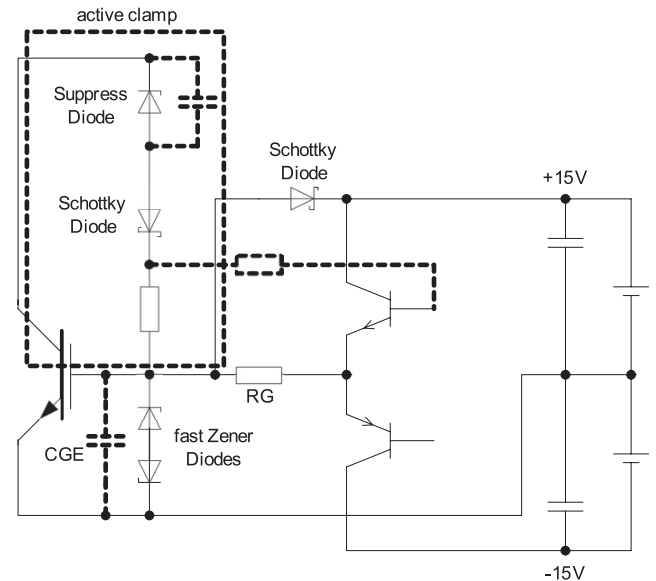 active clamp
Suppress
Diode
Schottky
Diode
Schottky
Diode
+15V
RG
CGE
fast Zener
Diodes
-15V